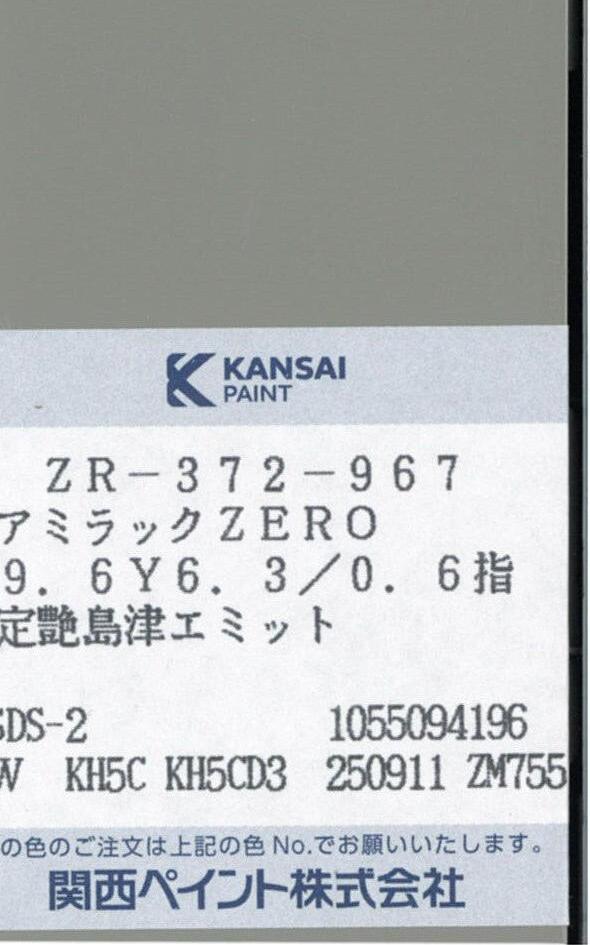 KANSAI
PAINT
ZR-372-967
アミラックZERO
9. 6Y6. 3/0. 6指
定艶島津エミット
SDS-2 1055094196
W KH5C KH5CD3 250911 ZM755
の色のご注文は上記の色No.でお願いいたします。
関西ペイント株式会社